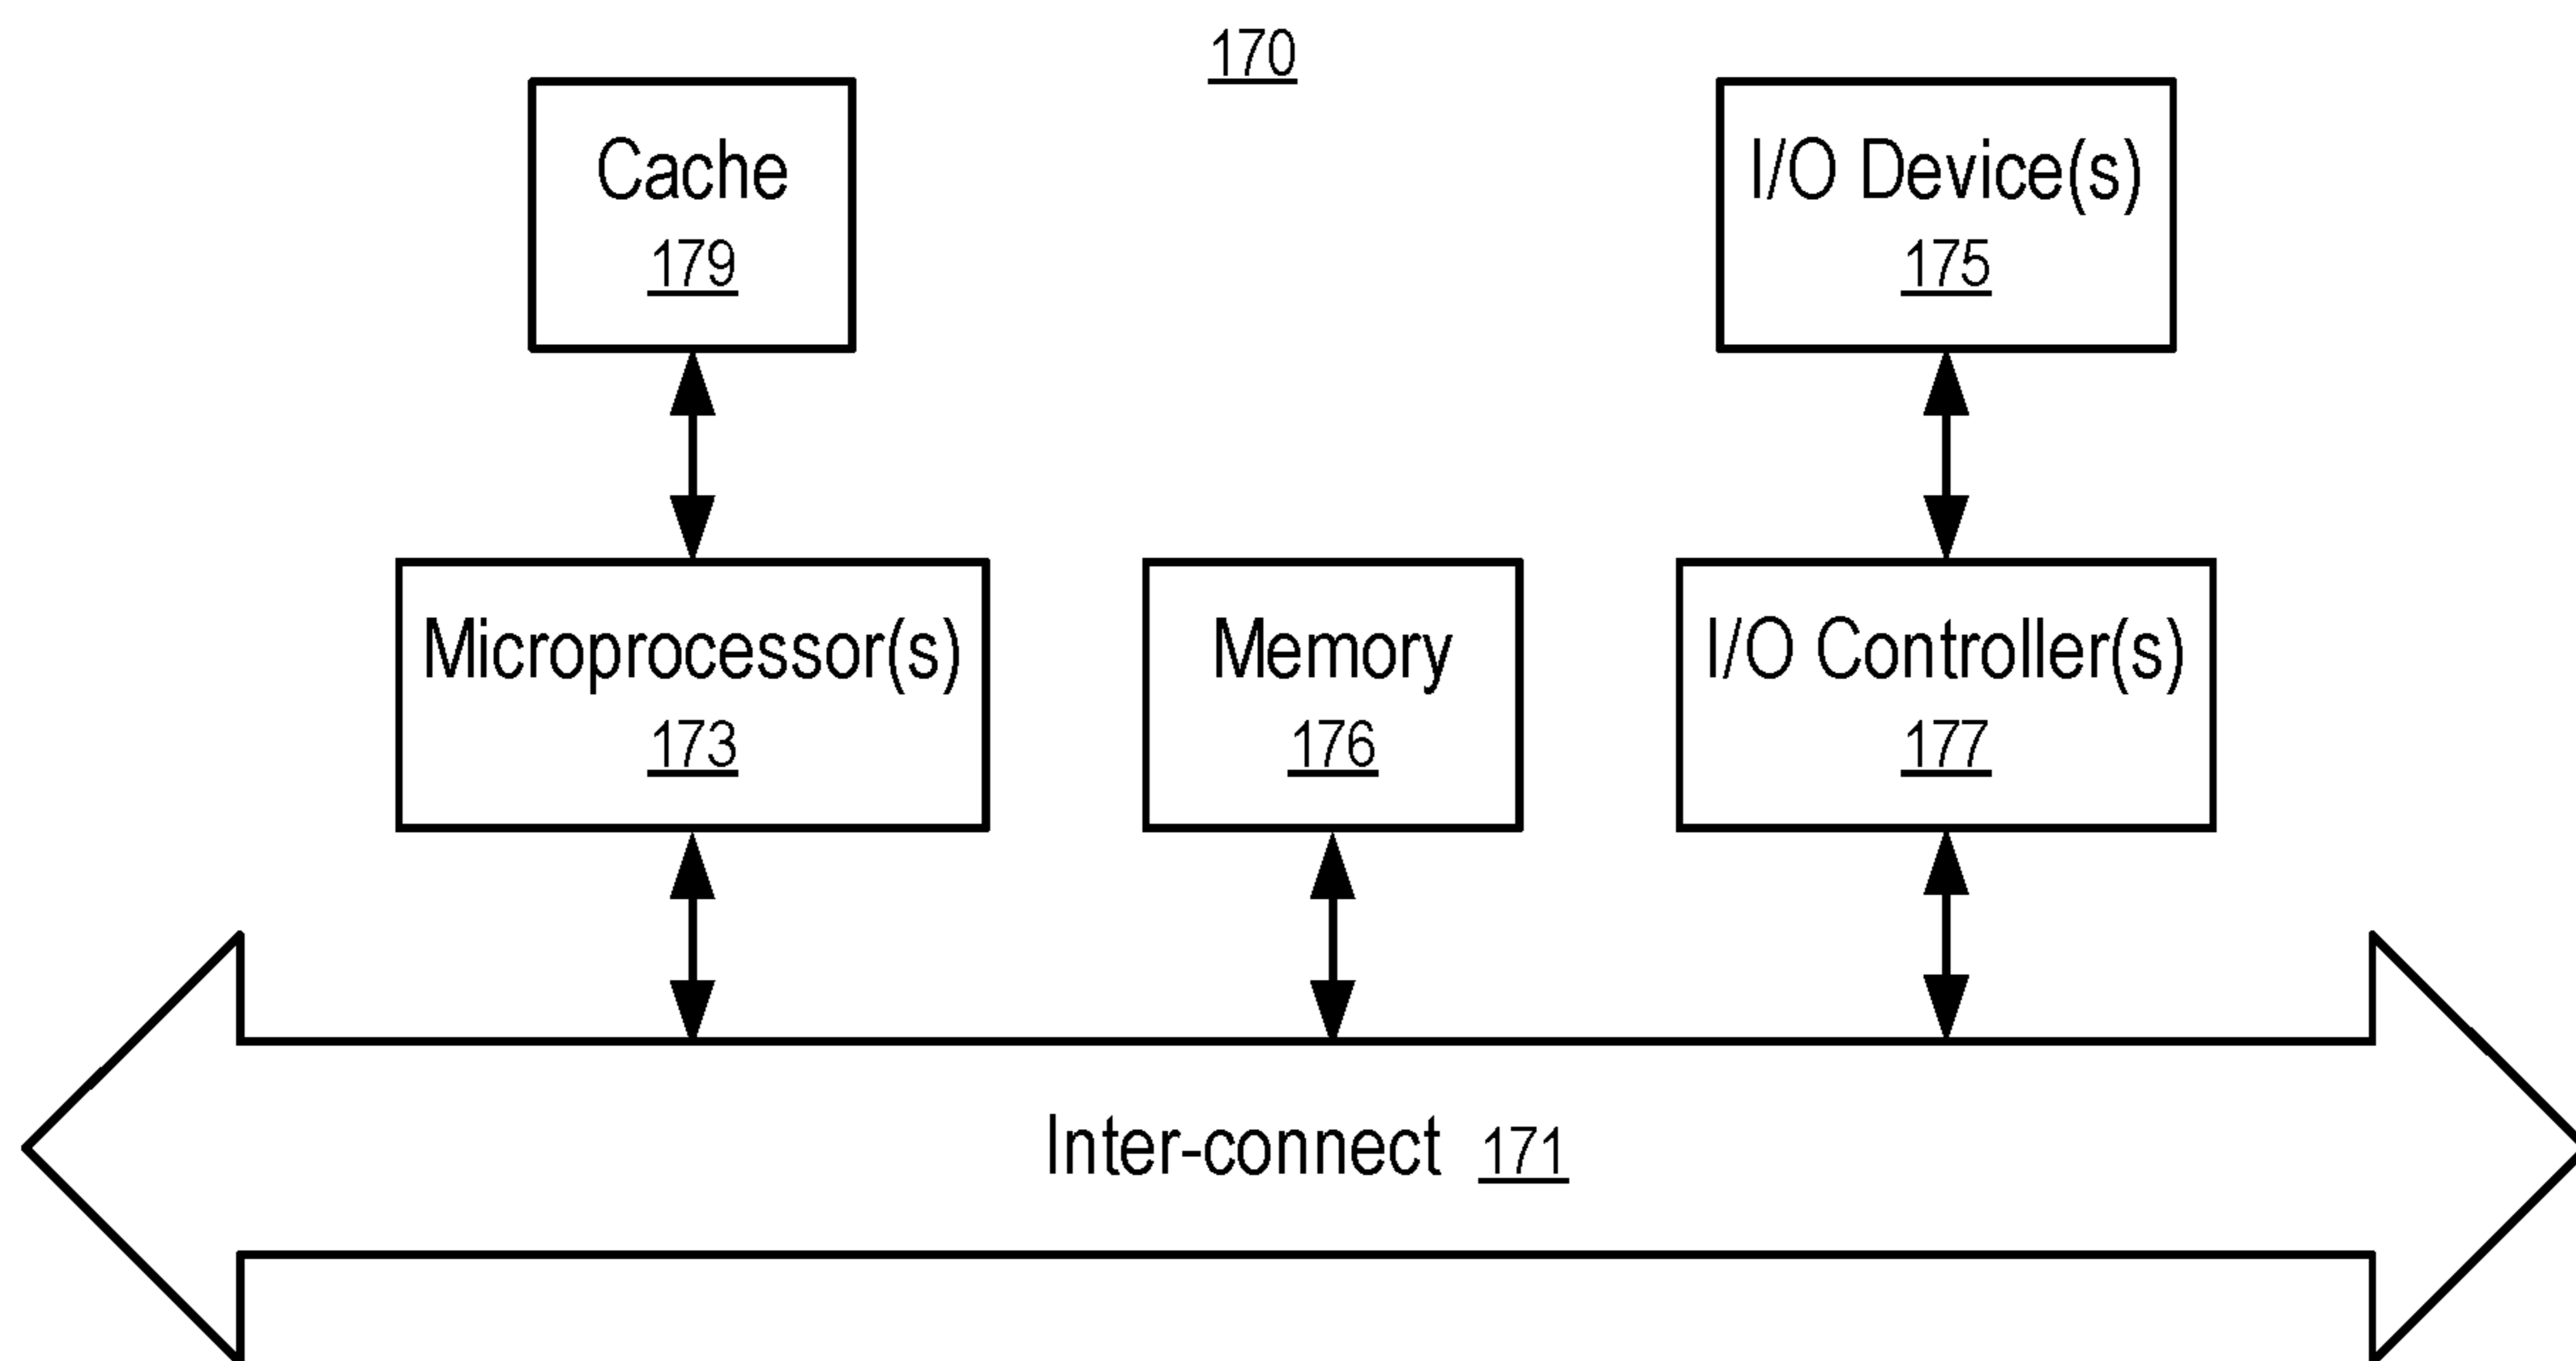 170
Cache
179
I/O Device(s)
175
Microprocessor(s)
173
Memory
176
I/O Controller(s)
177
Inter-connect 171